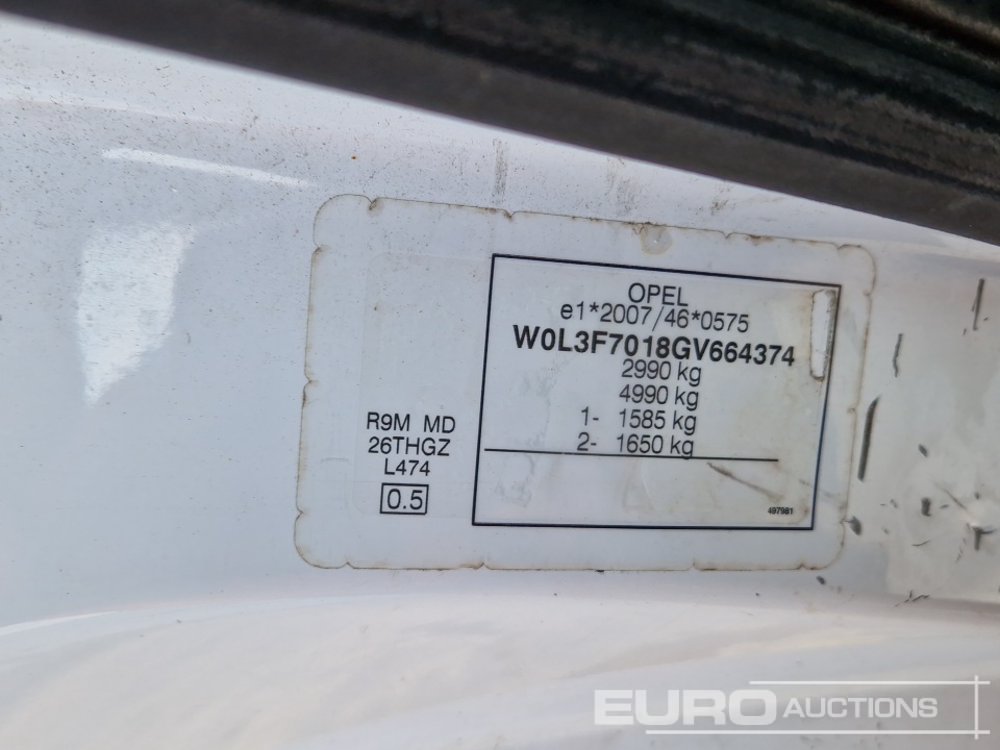 OPEL
e1*2007/46*0575
W0L3F7018GV664374
2990 kg
4990 kg
1- 1585 kg
2- 1650 kg
R9M MD
26THGZ
L474
0.5
497981
EURO AUCTIONS